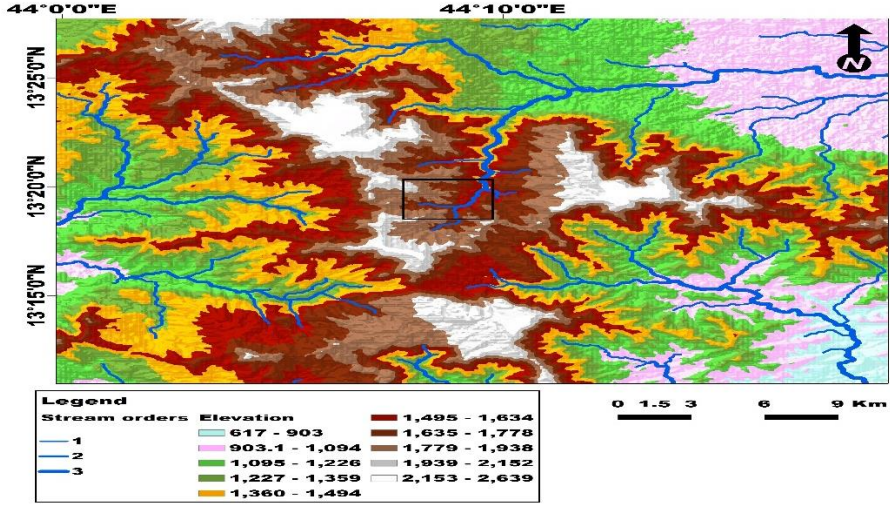 44°0'0"E 44°10'0"E
N
13°25'0"N
13°20'0"N
13°15'0"N
Legend
Stream orders Elevation
1
2
3
617 - 903
903.1 - 1,094
1,095 - 1,226
1,227 - 1,359
1,360 - 1,494
1,495 - 1,634
1,635 - 1,778
1,779 - 1,938
1,939 - 2,152
2,153 - 2,639
0 1.5 3 6 9 Km